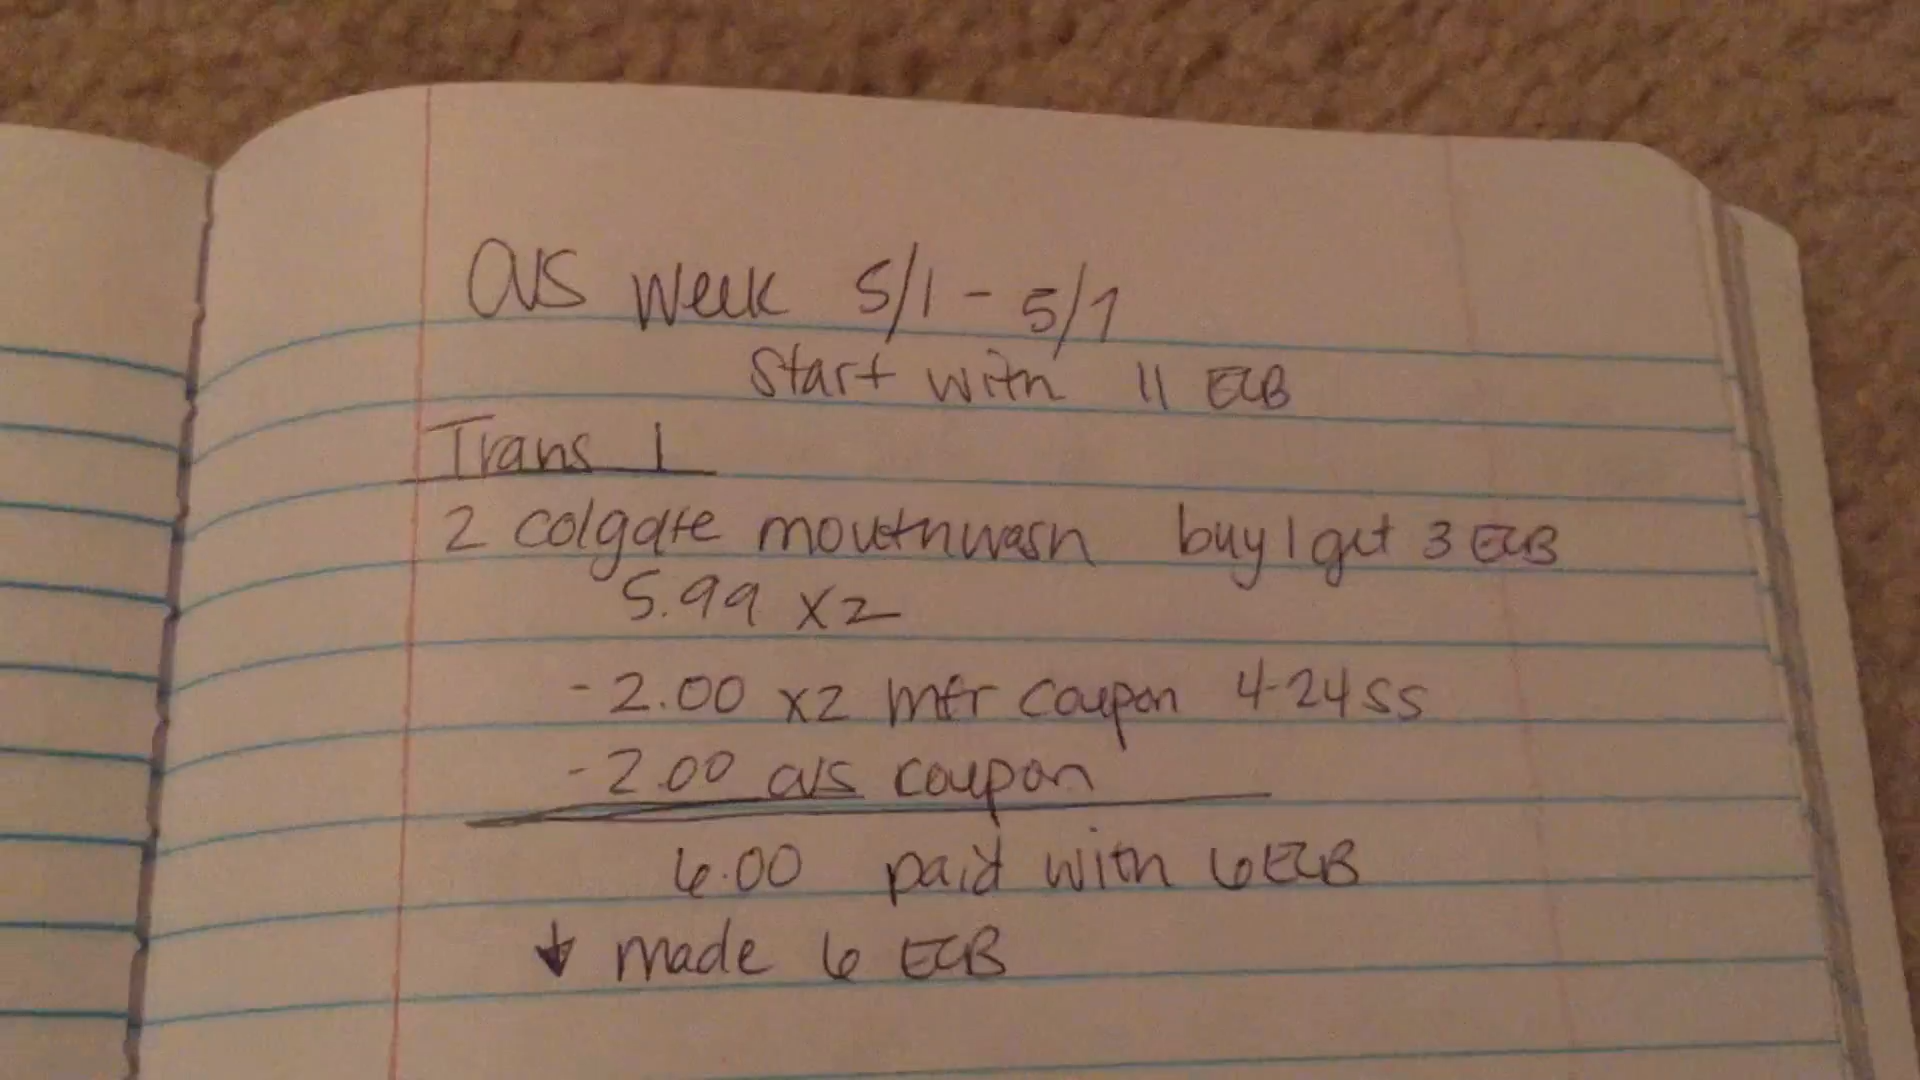 CVS Week 5/1 - 5/7
Start with 11 ECB
Trans 1
2 colgate mouthwash buy 1 get 3 ECB
5.99 x2
- 2.00 x2 mfr coupon 4-24 SS
- 2.00 CVS coupon
6.00 paid with 6 ECB
↓ made 6 ECB